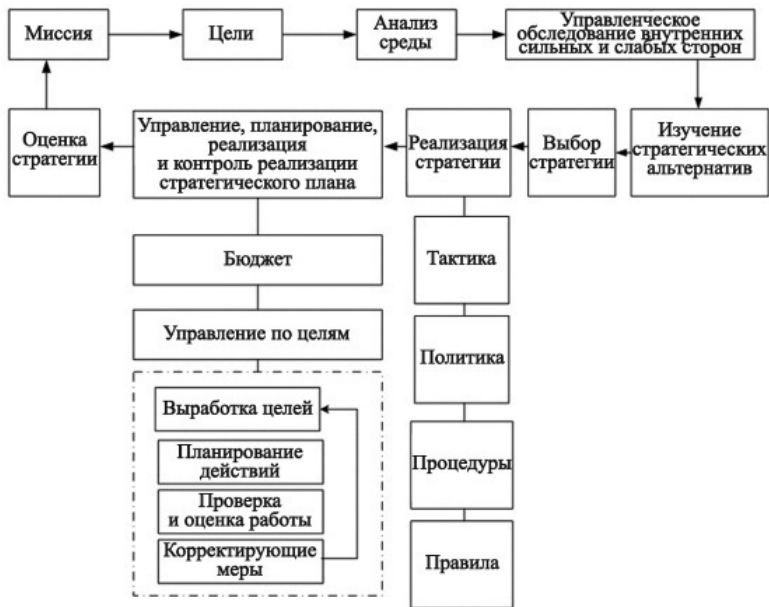 Миссия
Цели
Анализ
среды
Управленческое
обследование внутренних
сильных и слабых сторон
Оценка
стратегии
Управление, планирование,
реализация
и контроль реализации
стратегического плана
Реализация
стратегии
Выбор
стратегии
Изучение
стратегических
альтернатив
Бюджет
Управление по целям
Выработка целей
Планирование
действий
Проверка
и оценка работы
Корректирующие
меры
Тактика
Политика
Процедуры
Правила